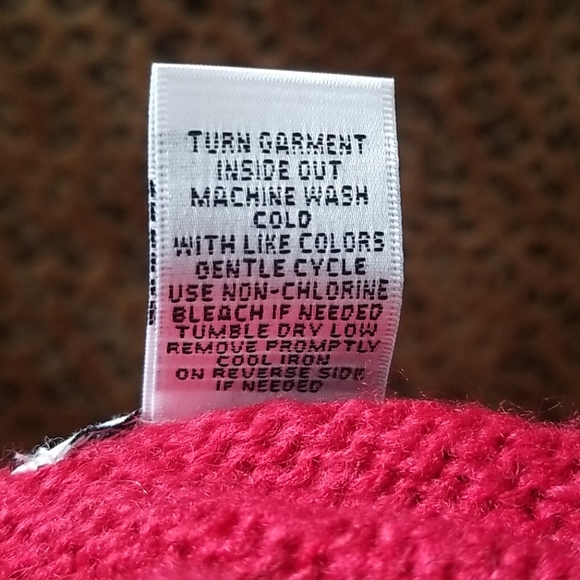 TURN GARMENT
INSIDE OUT
MACHINE WASH
COLD
WITH LIKE COLORS
GENTLE CYCLE
USE NON-CHLORINE
BLEACH IF NEEDED
TUMBLE DRY LOW
REMOVE PROMPTLY
COOL IRON
ON REVERSE SIDE
IF NEEDED